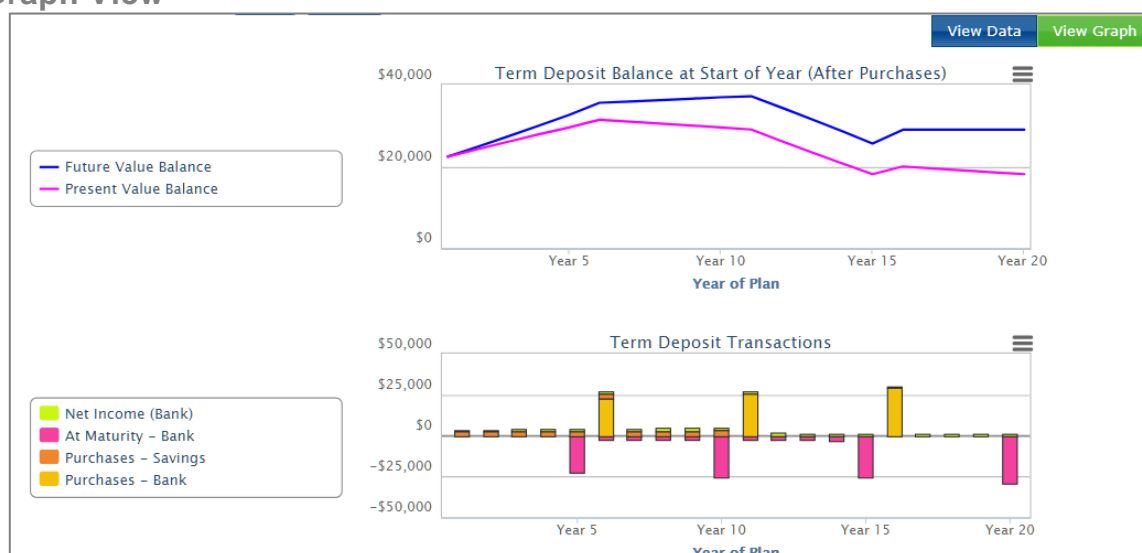 Graph View
View Data
View Graph
Term Deposit Balance at Start of Year (After Purchases)
$40,000
$20,000
$0
Future Value Balance
Present Value Balance
Year 5
Year 10
Year 15
Year 20
Year of Plan
Term Deposit Transactions
$50,000
$25,000
$0
-$25,000
-$50,000
Net Income (Bank)
At Maturity - Bank
Purchases - Savings
Purchases - Bank
Year 5
Year 10
Year 15
Year 20
Year of Plan